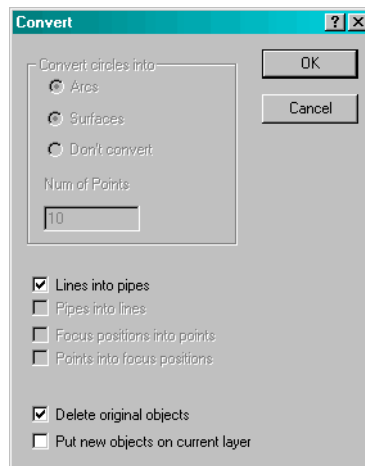 Convert
Convert circles into
Arcs
Surfaces
Don't convert
Num of Points
10
OK
Cancel
Lines into pipes
Pipes into lines
Focus positions into points
Points into focus positions
Delete original objects
Put new objects on current layer